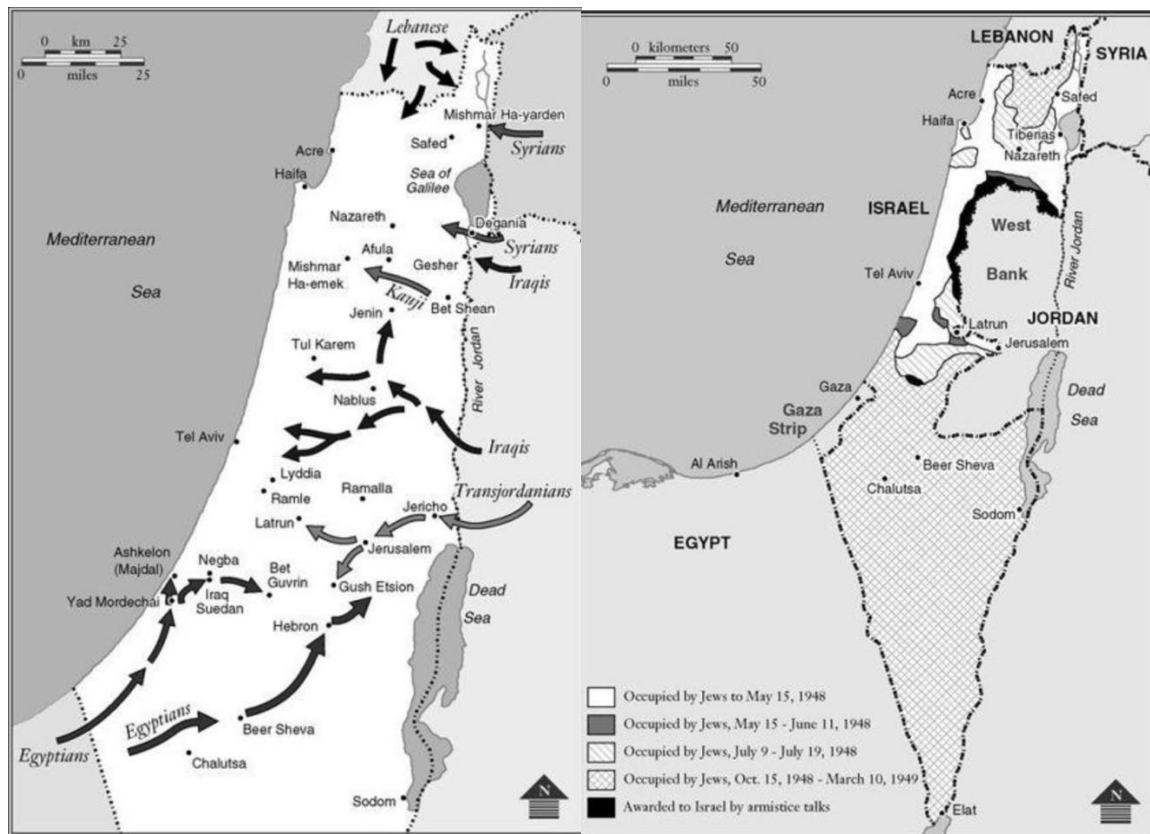 0 km 25
0 miles 25
Lebanese
Mishmar Ha-yarden
Safed
Syrians
Acre
Haifa
Sea of
Galilee
Nazareth
Degania
Mediterranean
Sea
Syrians
Afula
Gesher
Mishmar
Ha-emek
Iraqis
Kauji
Bet Shean
Jenin
Tul Karem
River Jordan
Nablus
Tel Aviv
Iraqis
Lyddia
Ramle
Ramalla
Transjordanians
Jericho
Latrun
Jerusalem
Ashkelon
(Majdal)
Negba
Bet
Guvrin
Gush Etsion
Yad Mordechai
Iraq
Suedan
Dead
Sea
Hebron
Egyptians
Beer Sheva
Egyptians
Chalutsa
Sodom
N
0 kilometers 50
0 miles 50
LEBANON
SYRIA
Acre
Safed
Haifa
Tiberias
Nazareth
Mediterranean
Sea
ISRAEL
West
Bank
River Jordan
Tel Aviv
Latrun
JORDAN
Jerusalem
Gaza
Gaza
Strip
Dead
Sea
Al Arish
Beer Sheva
Chalutsa
Sodom
EGYPT
Occupied by Jews to May 15, 1948
Occupied by Jews, May 15 - June 11, 1948
Occupied by Jews, July 9 - July 19, 1948
Occupied by Jews, Oct. 15, 1948 - March 10, 1949
Awarded to Israel by armistice talks
Elat
N